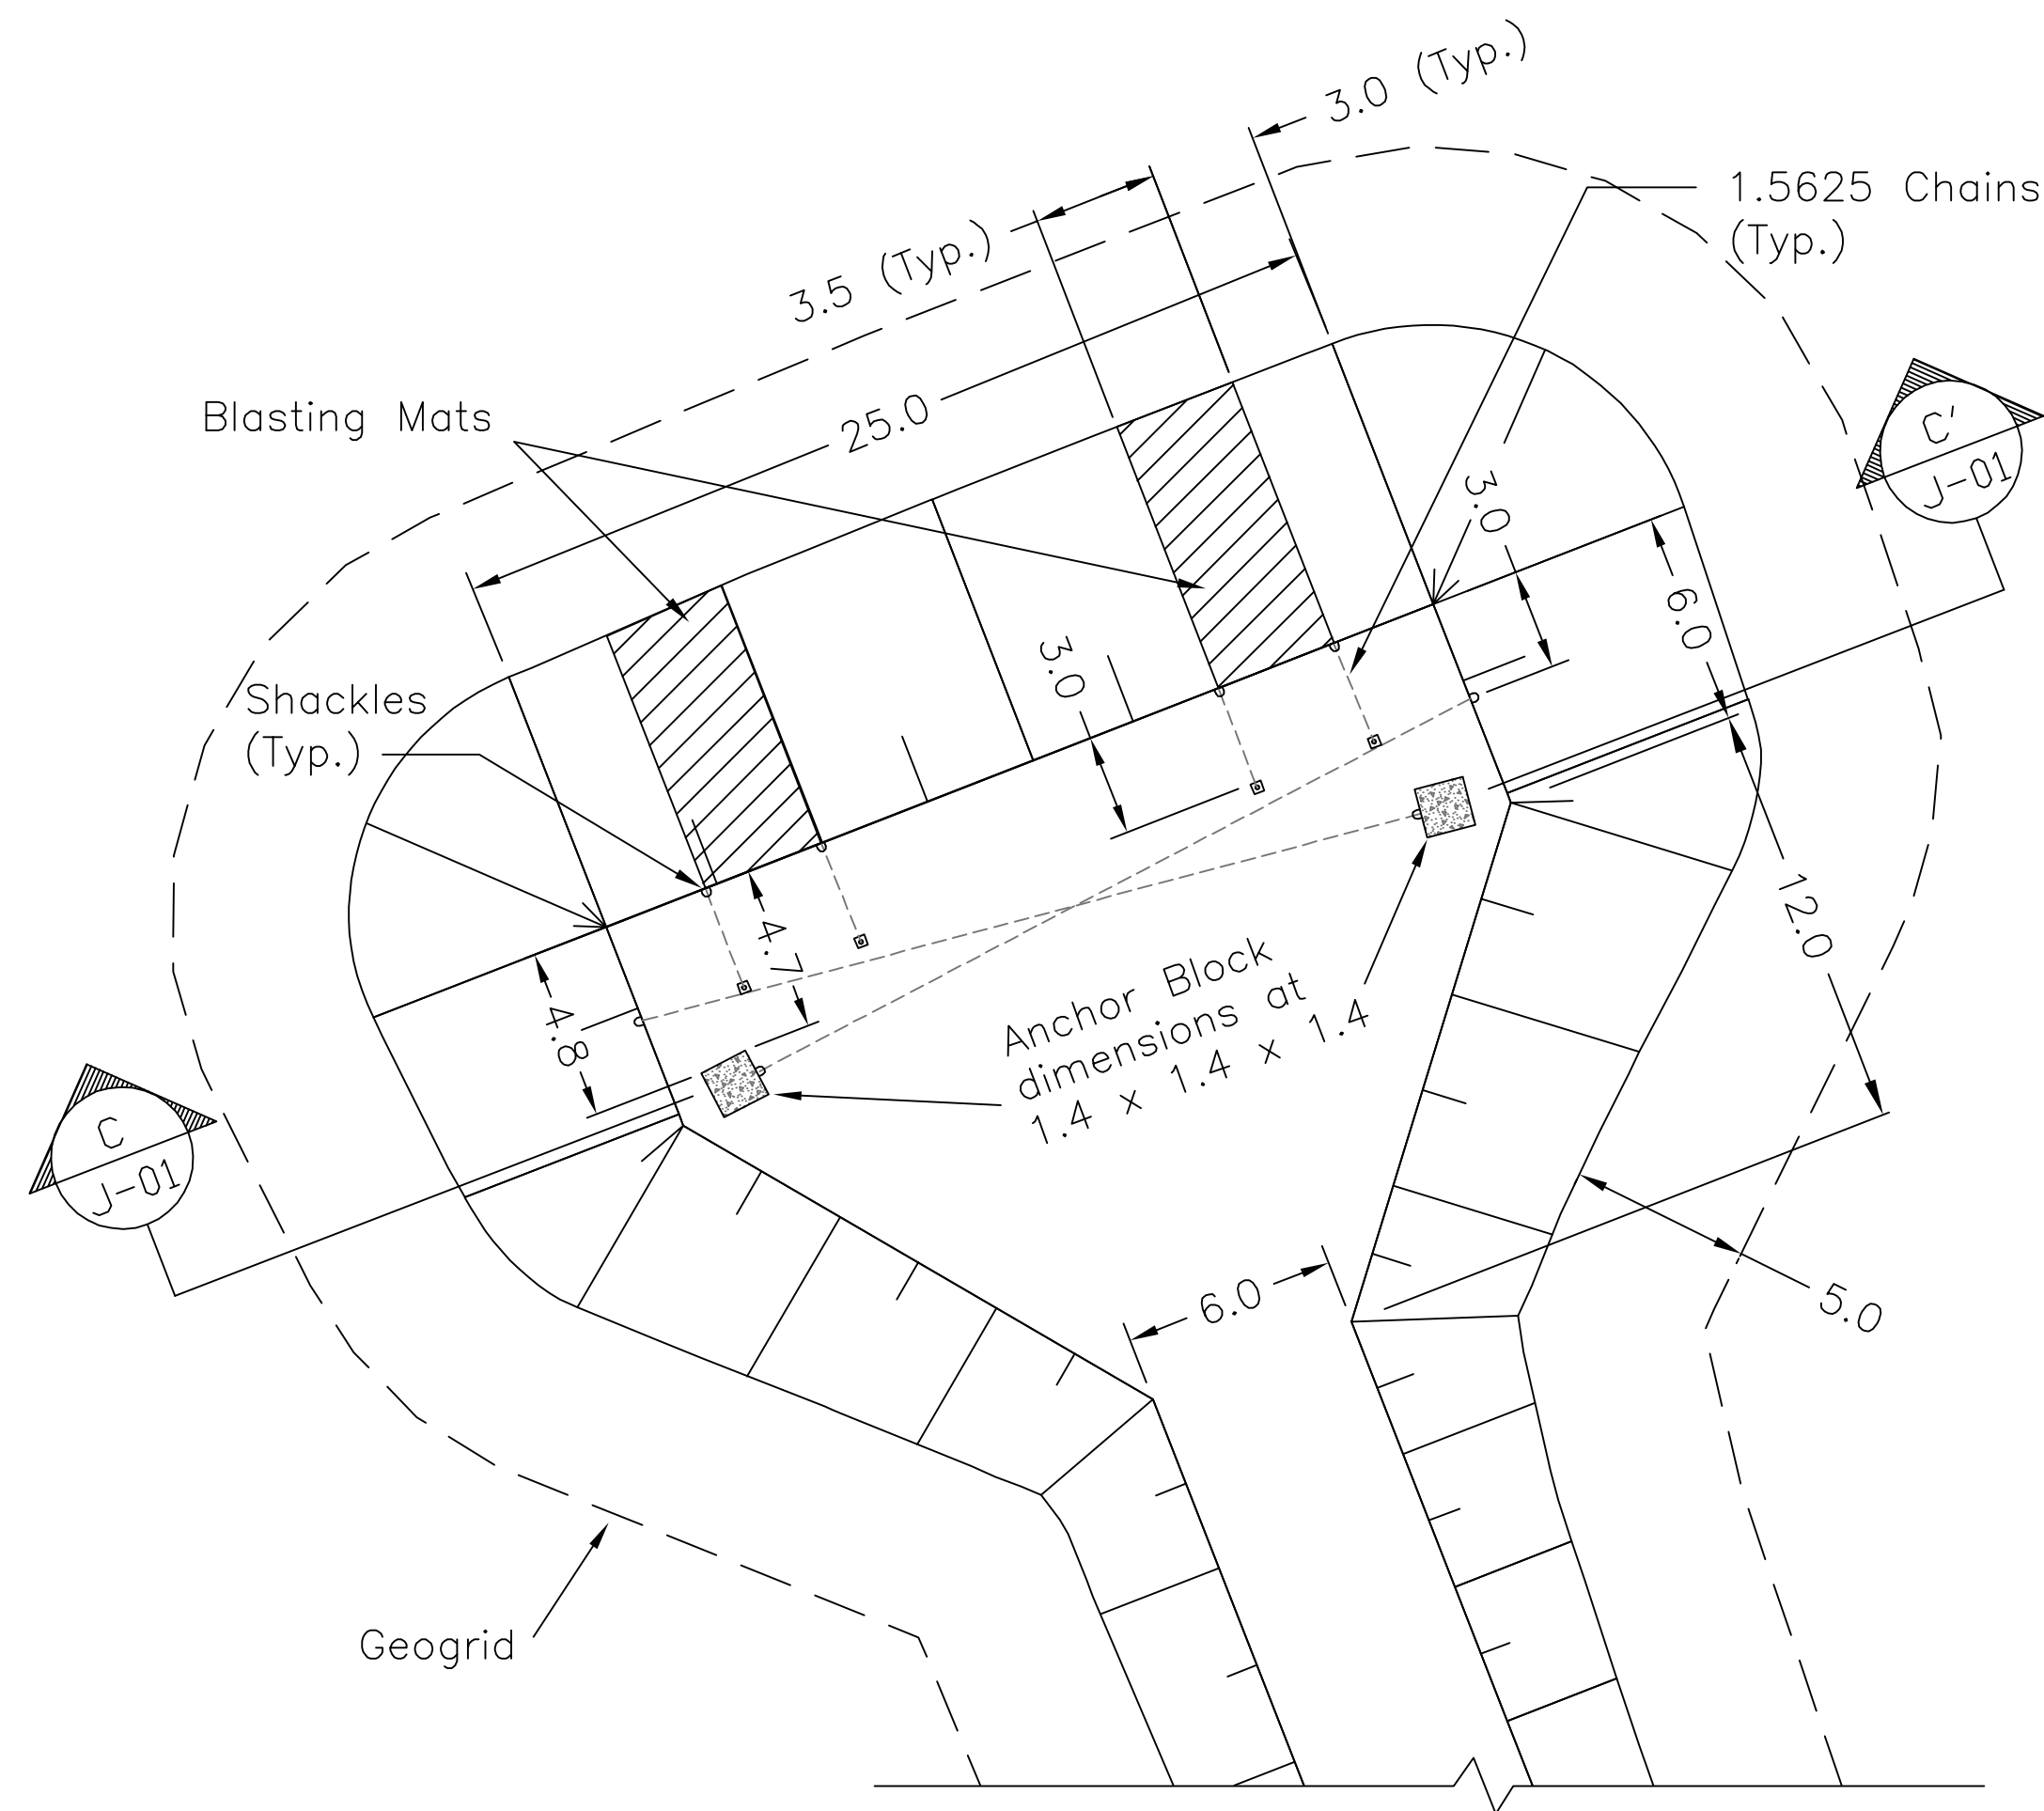 3.0 (Typ.)
1.5625 Chains
(Typ.)
3.5 (Typ.)
25.0
Blasting Mats
C'
J-01
3.0
6.0
3.0
Shackles
(Typ.)
12.0
4.7
4.8
Anchor Block
dimensions at
1.4 x 1.4 x 1.4
C
J-01
6.0
5.0
Geogrid